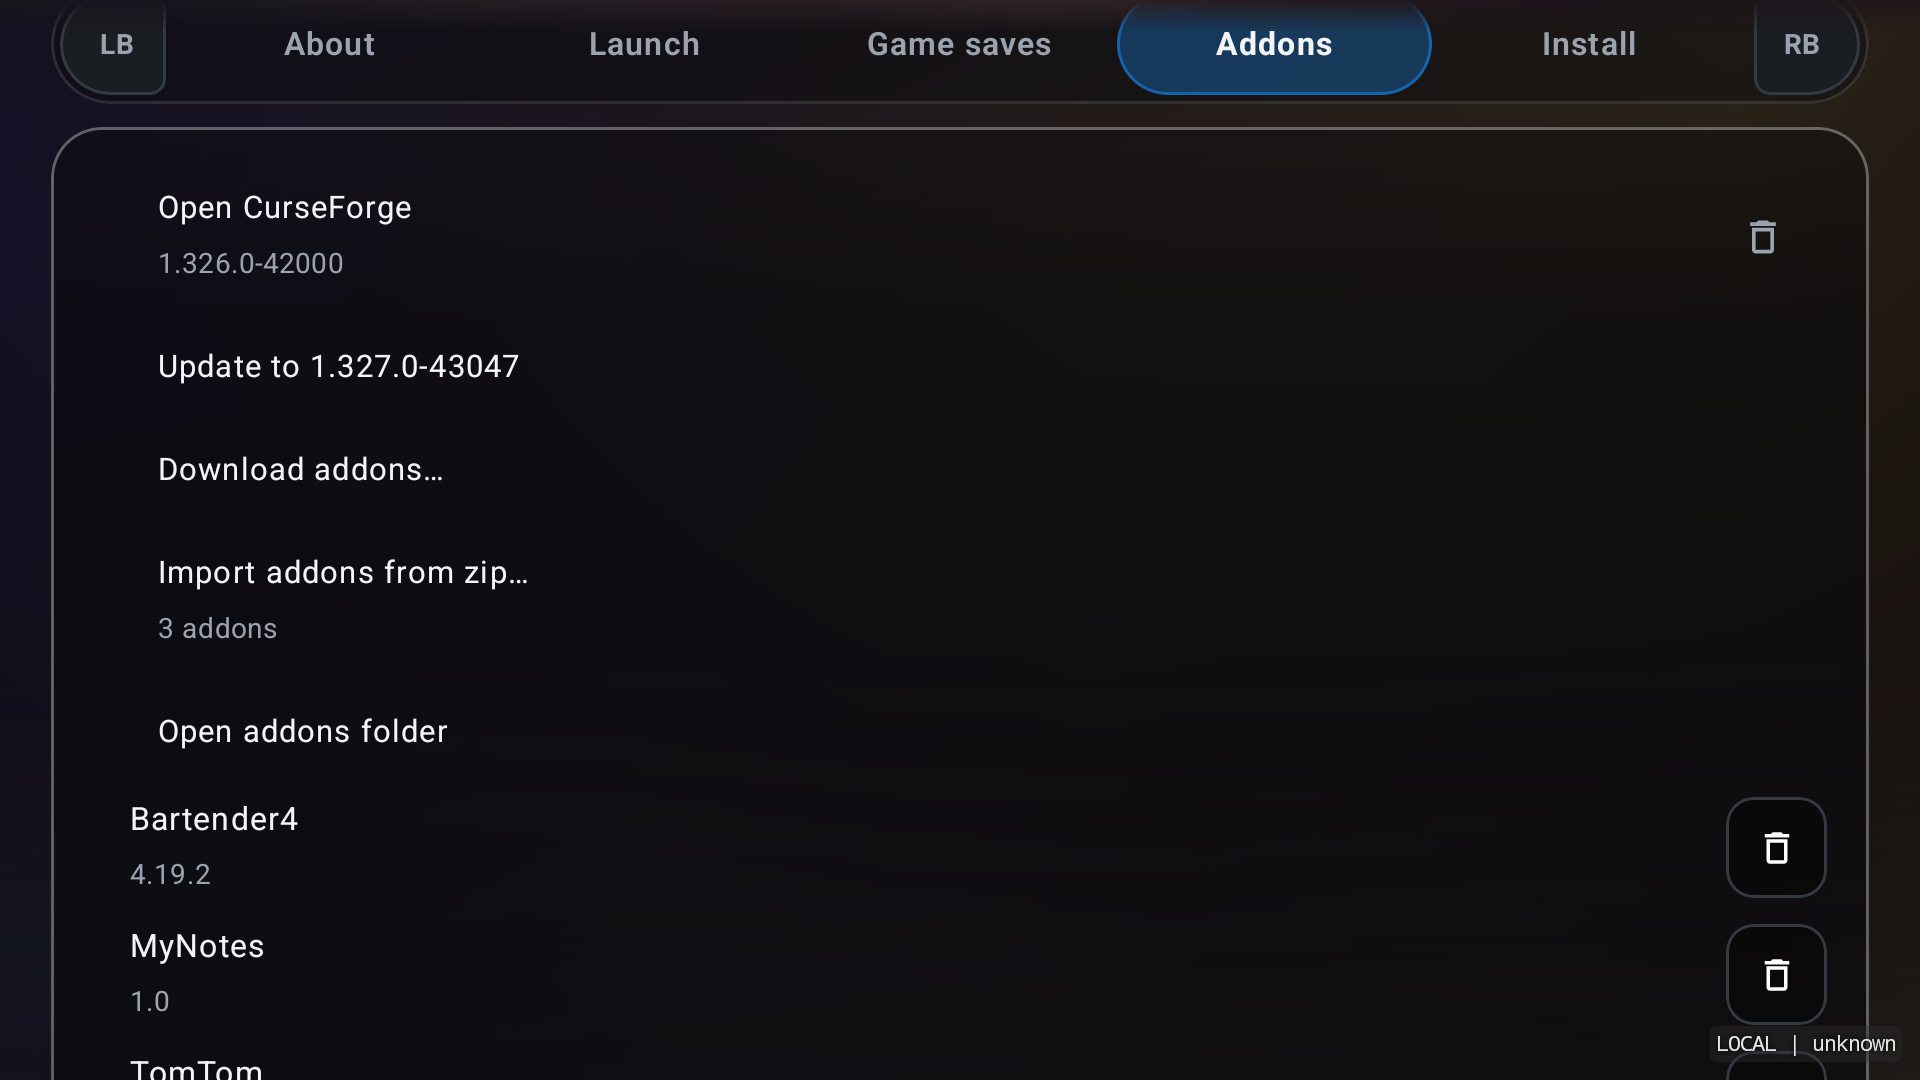 LB
About
Launch
Game saves
Addons
Install
RB
Open CurseForge
1.326.0-42000
Update to 1.327.0-43047
Download addons…
Import addons from zip…
3 addons
Open addons folder
Bartender4
4.19.2
MyNotes
1.0
TomTom
LOCAL | unknown